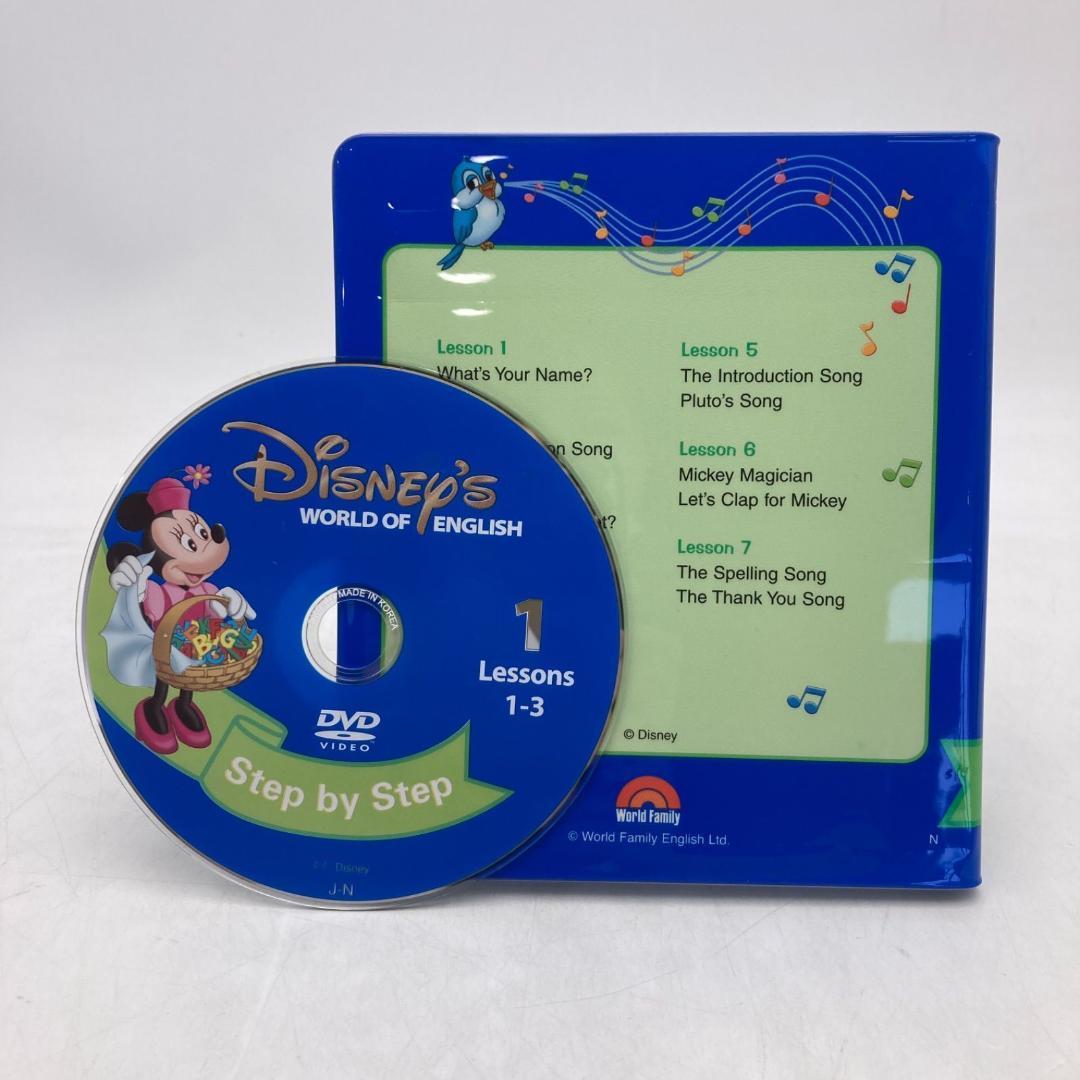 Lesson 1
What's Your Name?
on Song
t?
Lesson 5
The Introduction Song
Pluto's Song
Lesson 6
Mickey Magician
Let's Clap for Mickey
Lesson 7
The Spelling Song
The Thank You Song
© Disney
World Family
© World Family English Ltd.
N
DISNEY'S
WORLD OF ENGLISH
MADE IN KOREA
1
Lessons
1-3
DVD
VIDEO
Step by Step
Disney
J-N